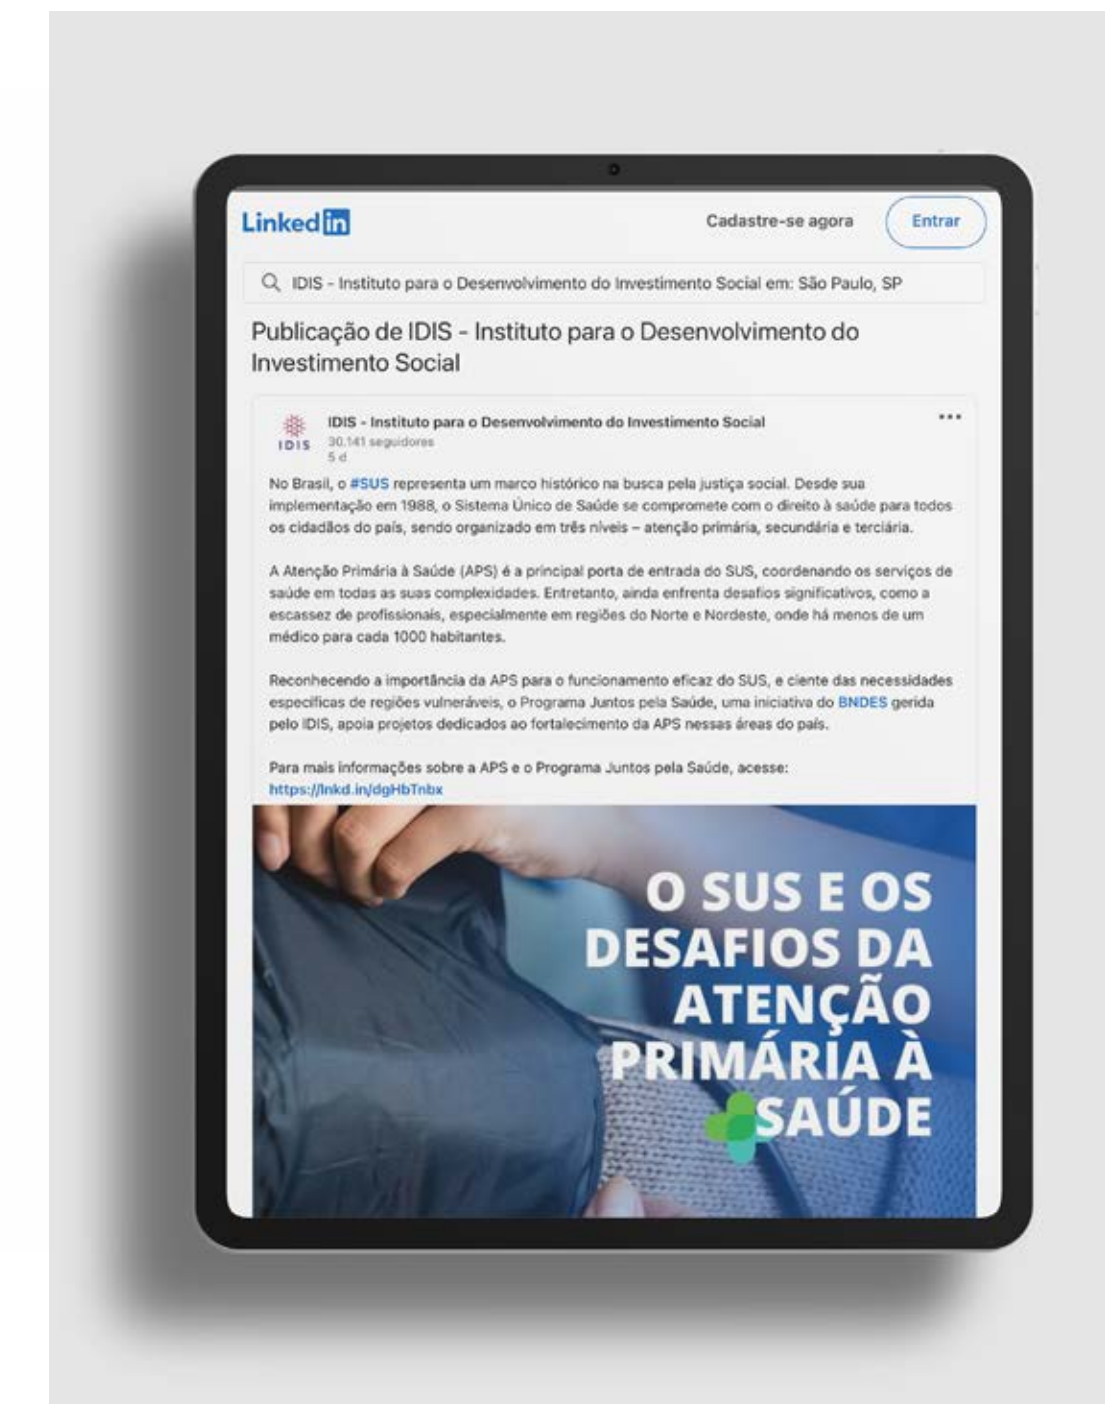 Linked in
Cadastre-se agora
Entrar
IDIS - Instituto para o Desenvolvimento do Investimento Social em: São Paulo, SP
Publicação de IDIS - Instituto para o Desenvolvimento do
Investimento Social
IDIS
IDIS - Instituto para o Desenvolvimento do Investimento Social
30.141 seguidores
5 d
No Brasil, o #SUS representa um marco histórico na busca pela justiça social. Desde sua
implementação em 1988, o Sistema Único de Saúde se compromete com o direito à saúde para todos
os cidadãos do país, sendo organizado em três níveis – atenção primária, secundária e terciária.
A Atenção Primária à Saúde (APS) é a principal porta de entrada do SUS, coordenando os serviços de
saúde em todas as suas complexidades. Entretanto, ainda enfrenta desafios significativos, como a
escassez de profissionais, especialmente em regiões do Norte e Nordeste, onde há menos de um
médico para cada 1000 habitantes.
Reconhecendo a importância da APS para o funcionamento eficaz do SUS, e ciente das necessidades
específicas de regiões vulneráveis, o Programa Juntos pela Saúde, uma iniciativa do BNDES gerida
pelo IDIS, apoia projetos dedicados ao fortalecimento da APS nessas áreas do país.
Para mais informações sobre a APS e o Programa Juntos pela Saúde, acesse:
https://lnkd.in/dgHbTnbx
O SUS E OS
DESAFIOS DA
ATENÇÃO
PRIMÁRIA À
SAÚDE